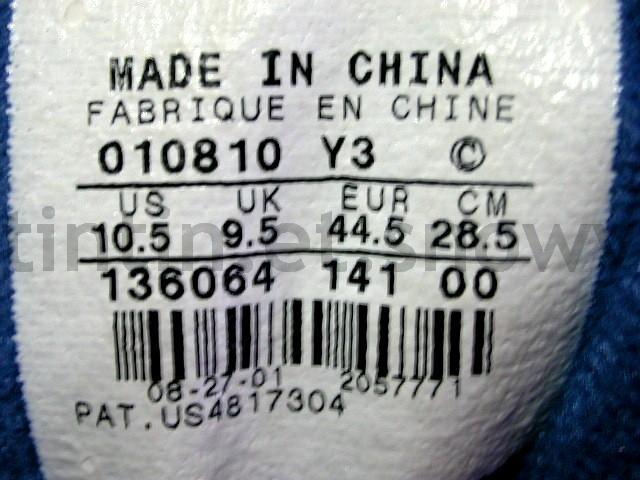 MADE IN CHINA
FABRIQUE EN CHINE
010810 Y3 ©
US UK EUR CM
10.5 9.5 44.5 28.5
136064 141 00
08-27-01 2057771
PAT.US4817304